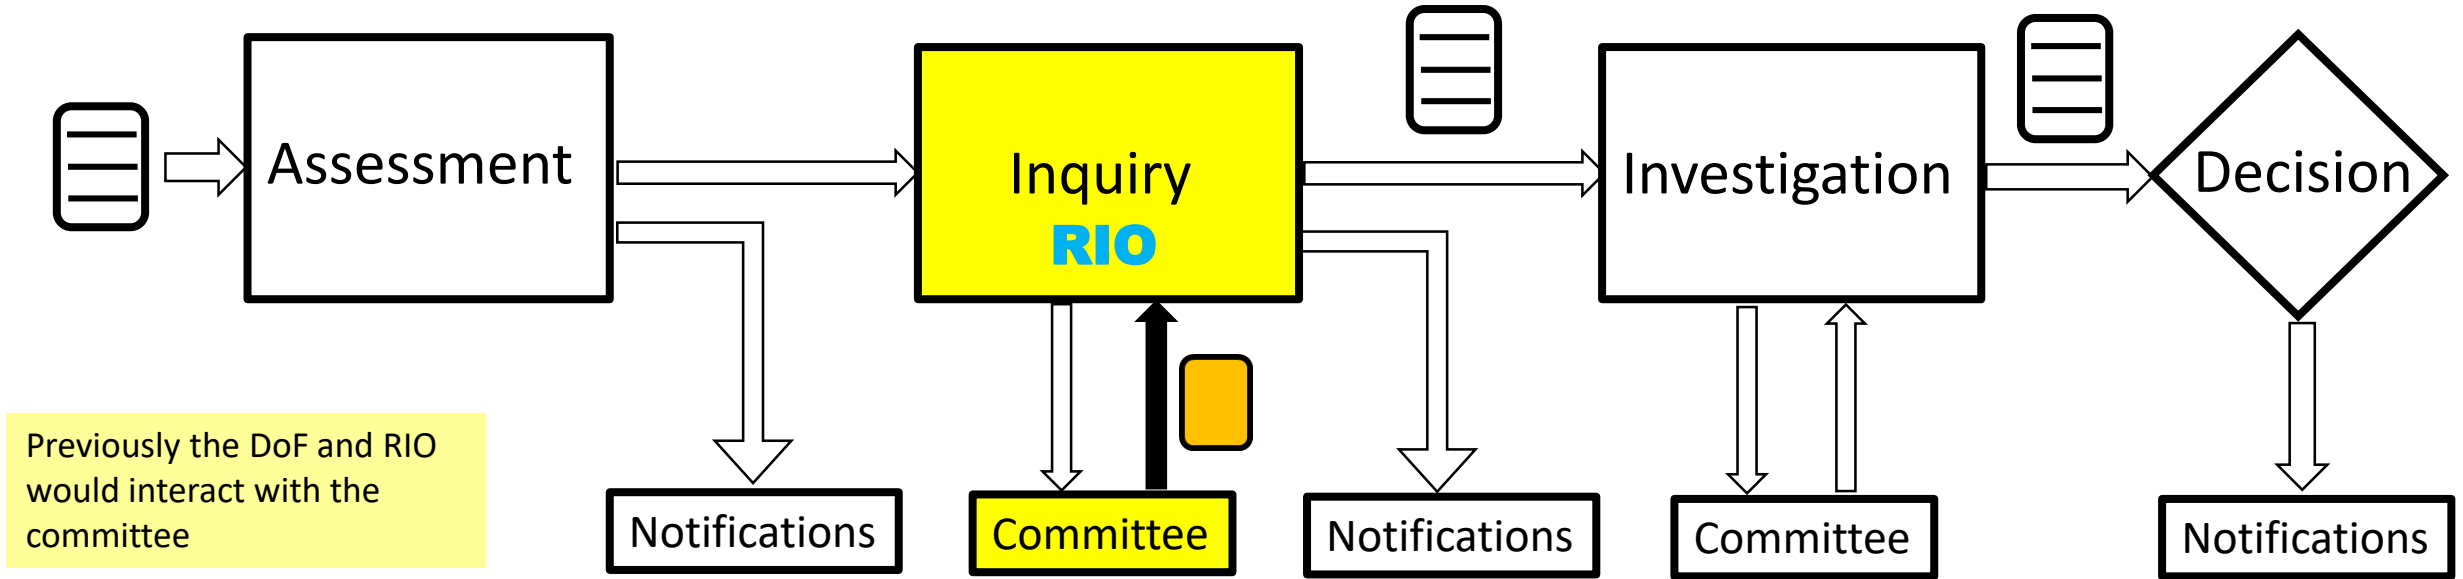 Assessment
Inquiry
RIO
Investigation
Decision
Previously the DoF and RIO
would interact with the
committee
Notifications
Committee
Notifications
Committee
Notifications